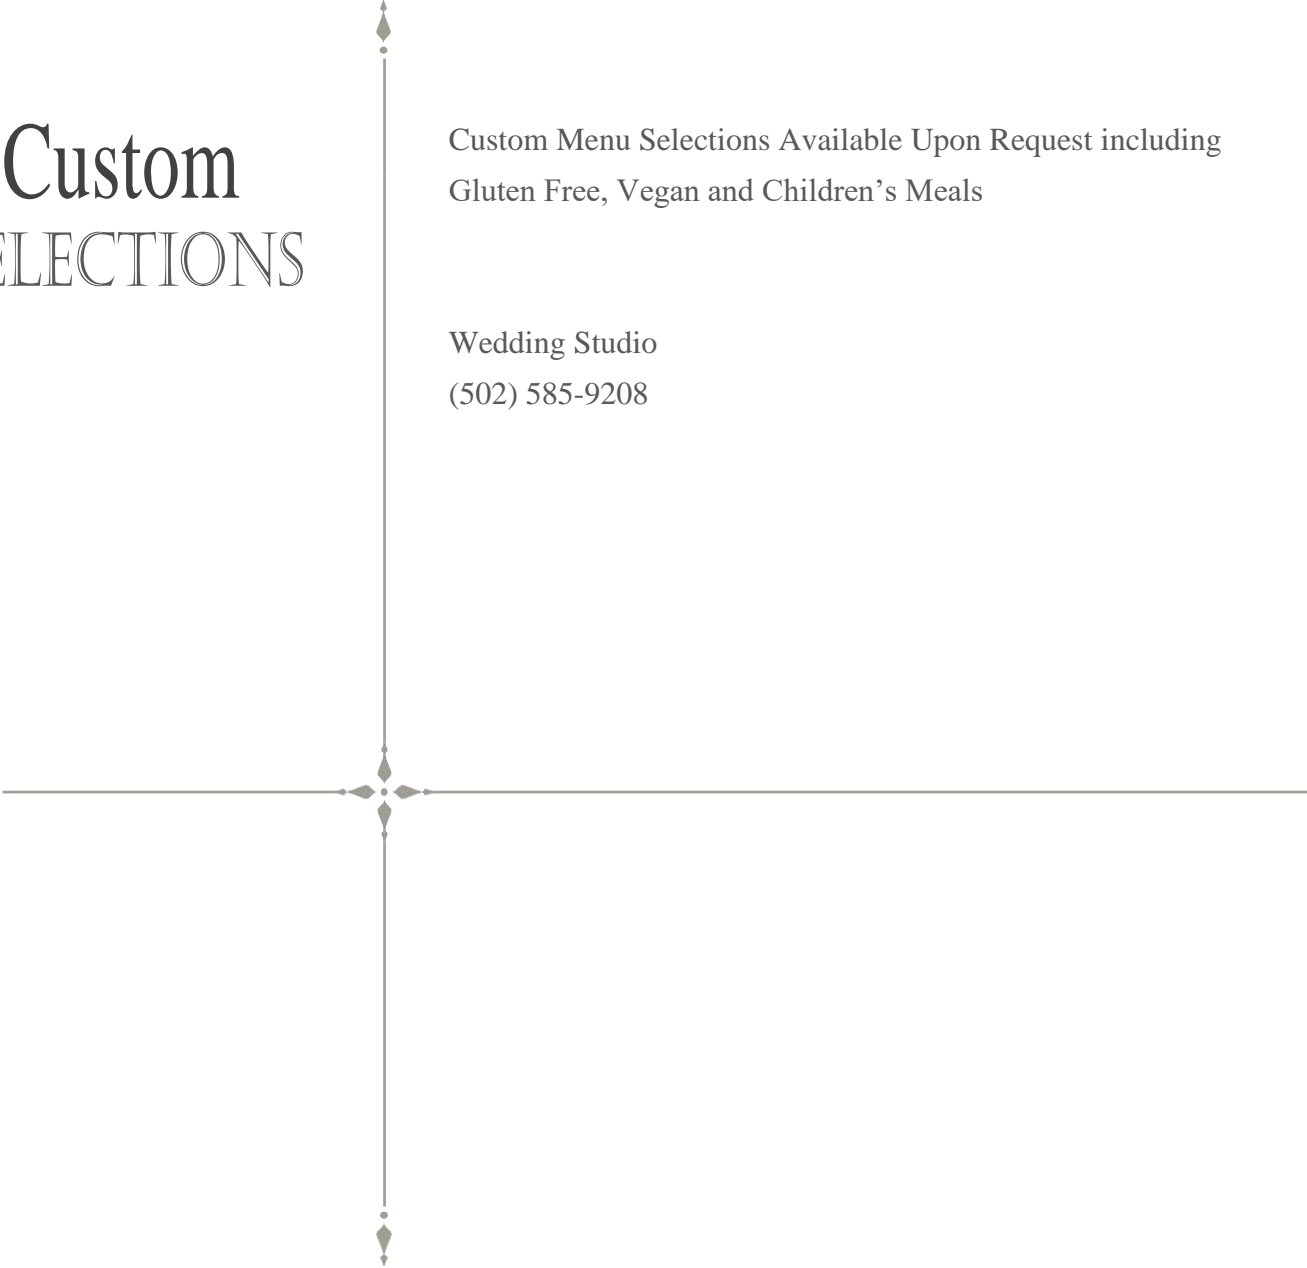 Custom
ELECTIONS
Custom Menu Selections Available Upon Request including
Gluten Free, Vegan and Children’s Meals
Wedding Studio
(502) 585-9208